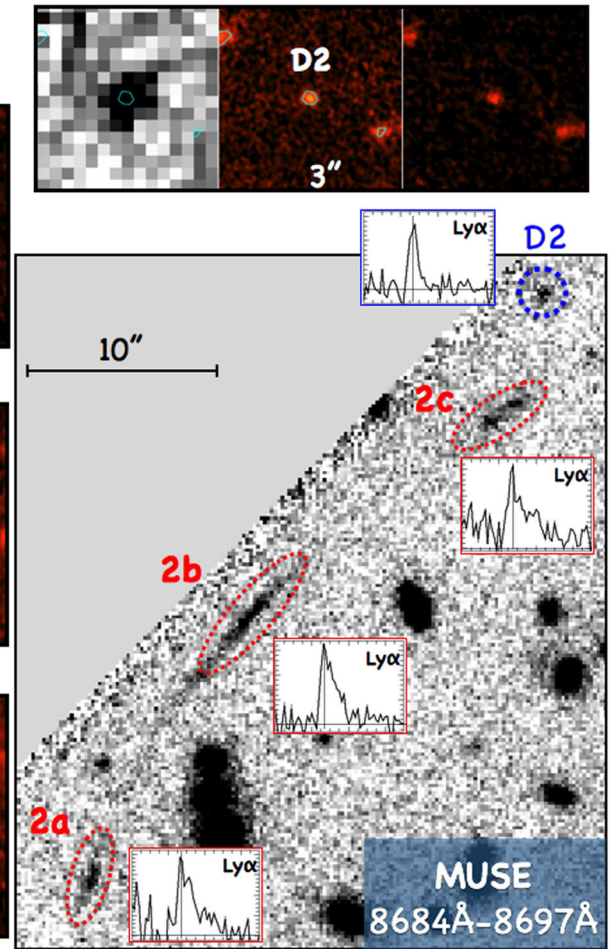 D2
3"
Lyα
D2
10"
2c
Lyα
2b
Lyα
2a
Lyα
MUSE
8684Å-8697Å